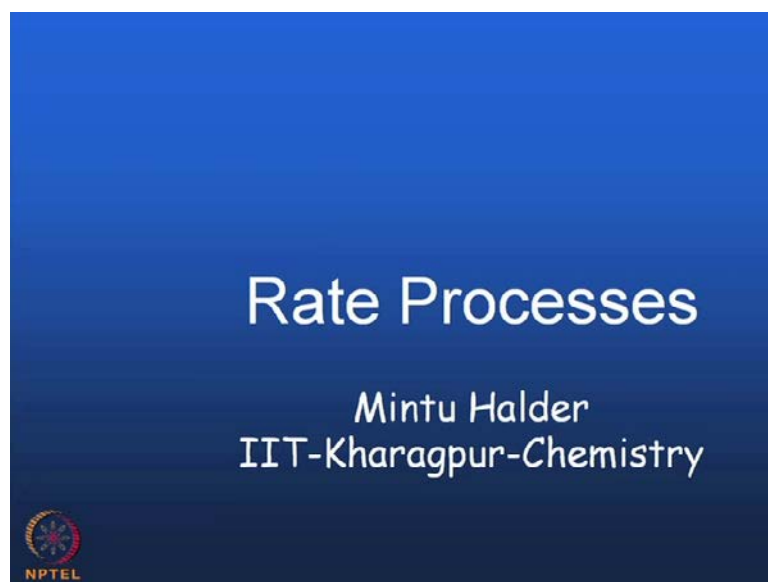 Rate Processes
Mintu Halder
IIT-Kharagpur-Chemistry
NPTEL